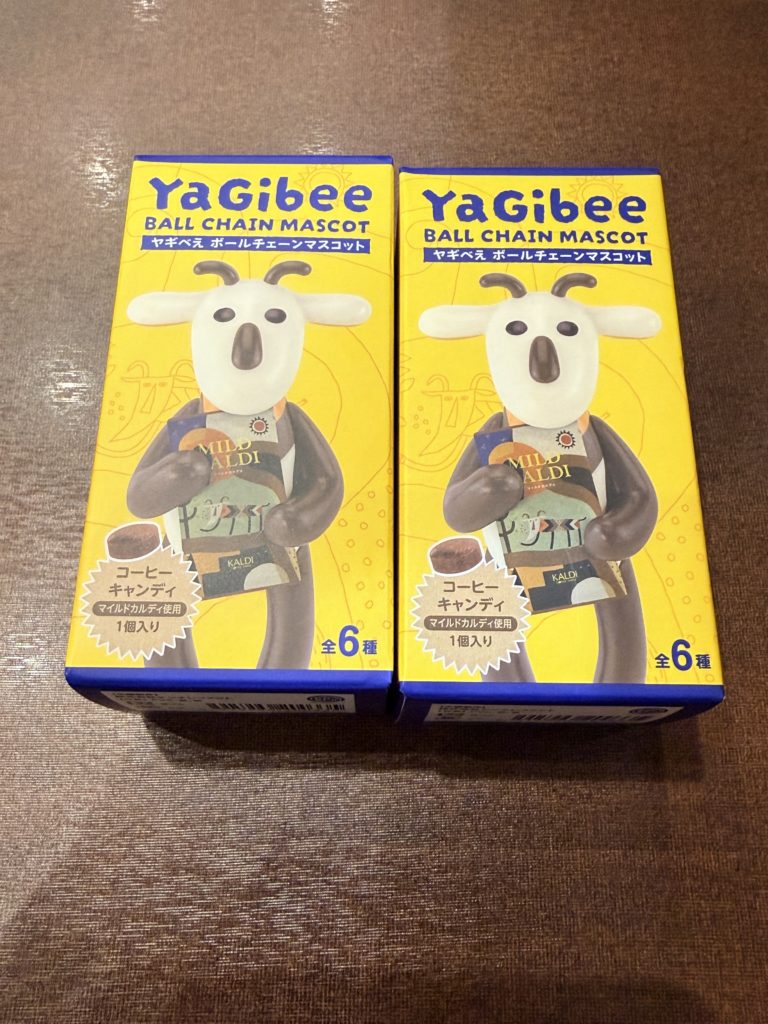 YaGibee
BALL CHAIN MASCOT
ヤギべえ ボールチェーンマスコット
MILD
KALDI
KALDI
コーヒー
キャンディ
マイルドカルディ使用
1個入り
全6種
YaGibee
BALL CHAIN MASCOT
ヤギべえ ボールチェーンマスコット
MILD
KALDI
KALDI
コーヒー
キャンディ
マイルドカルディ使用
1個入り
全6種